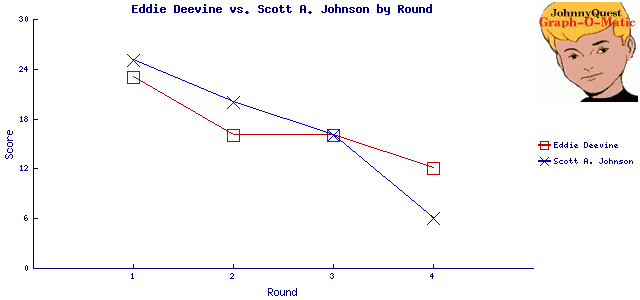 Eddie Deevine vs. Scott A. Johnson by Round
JohnnyQuest
Graph-O-Matic
30
24
18
12
6
0
Score
1 2 3 4
Round
Eddie Deevine
Scott A. Johnson